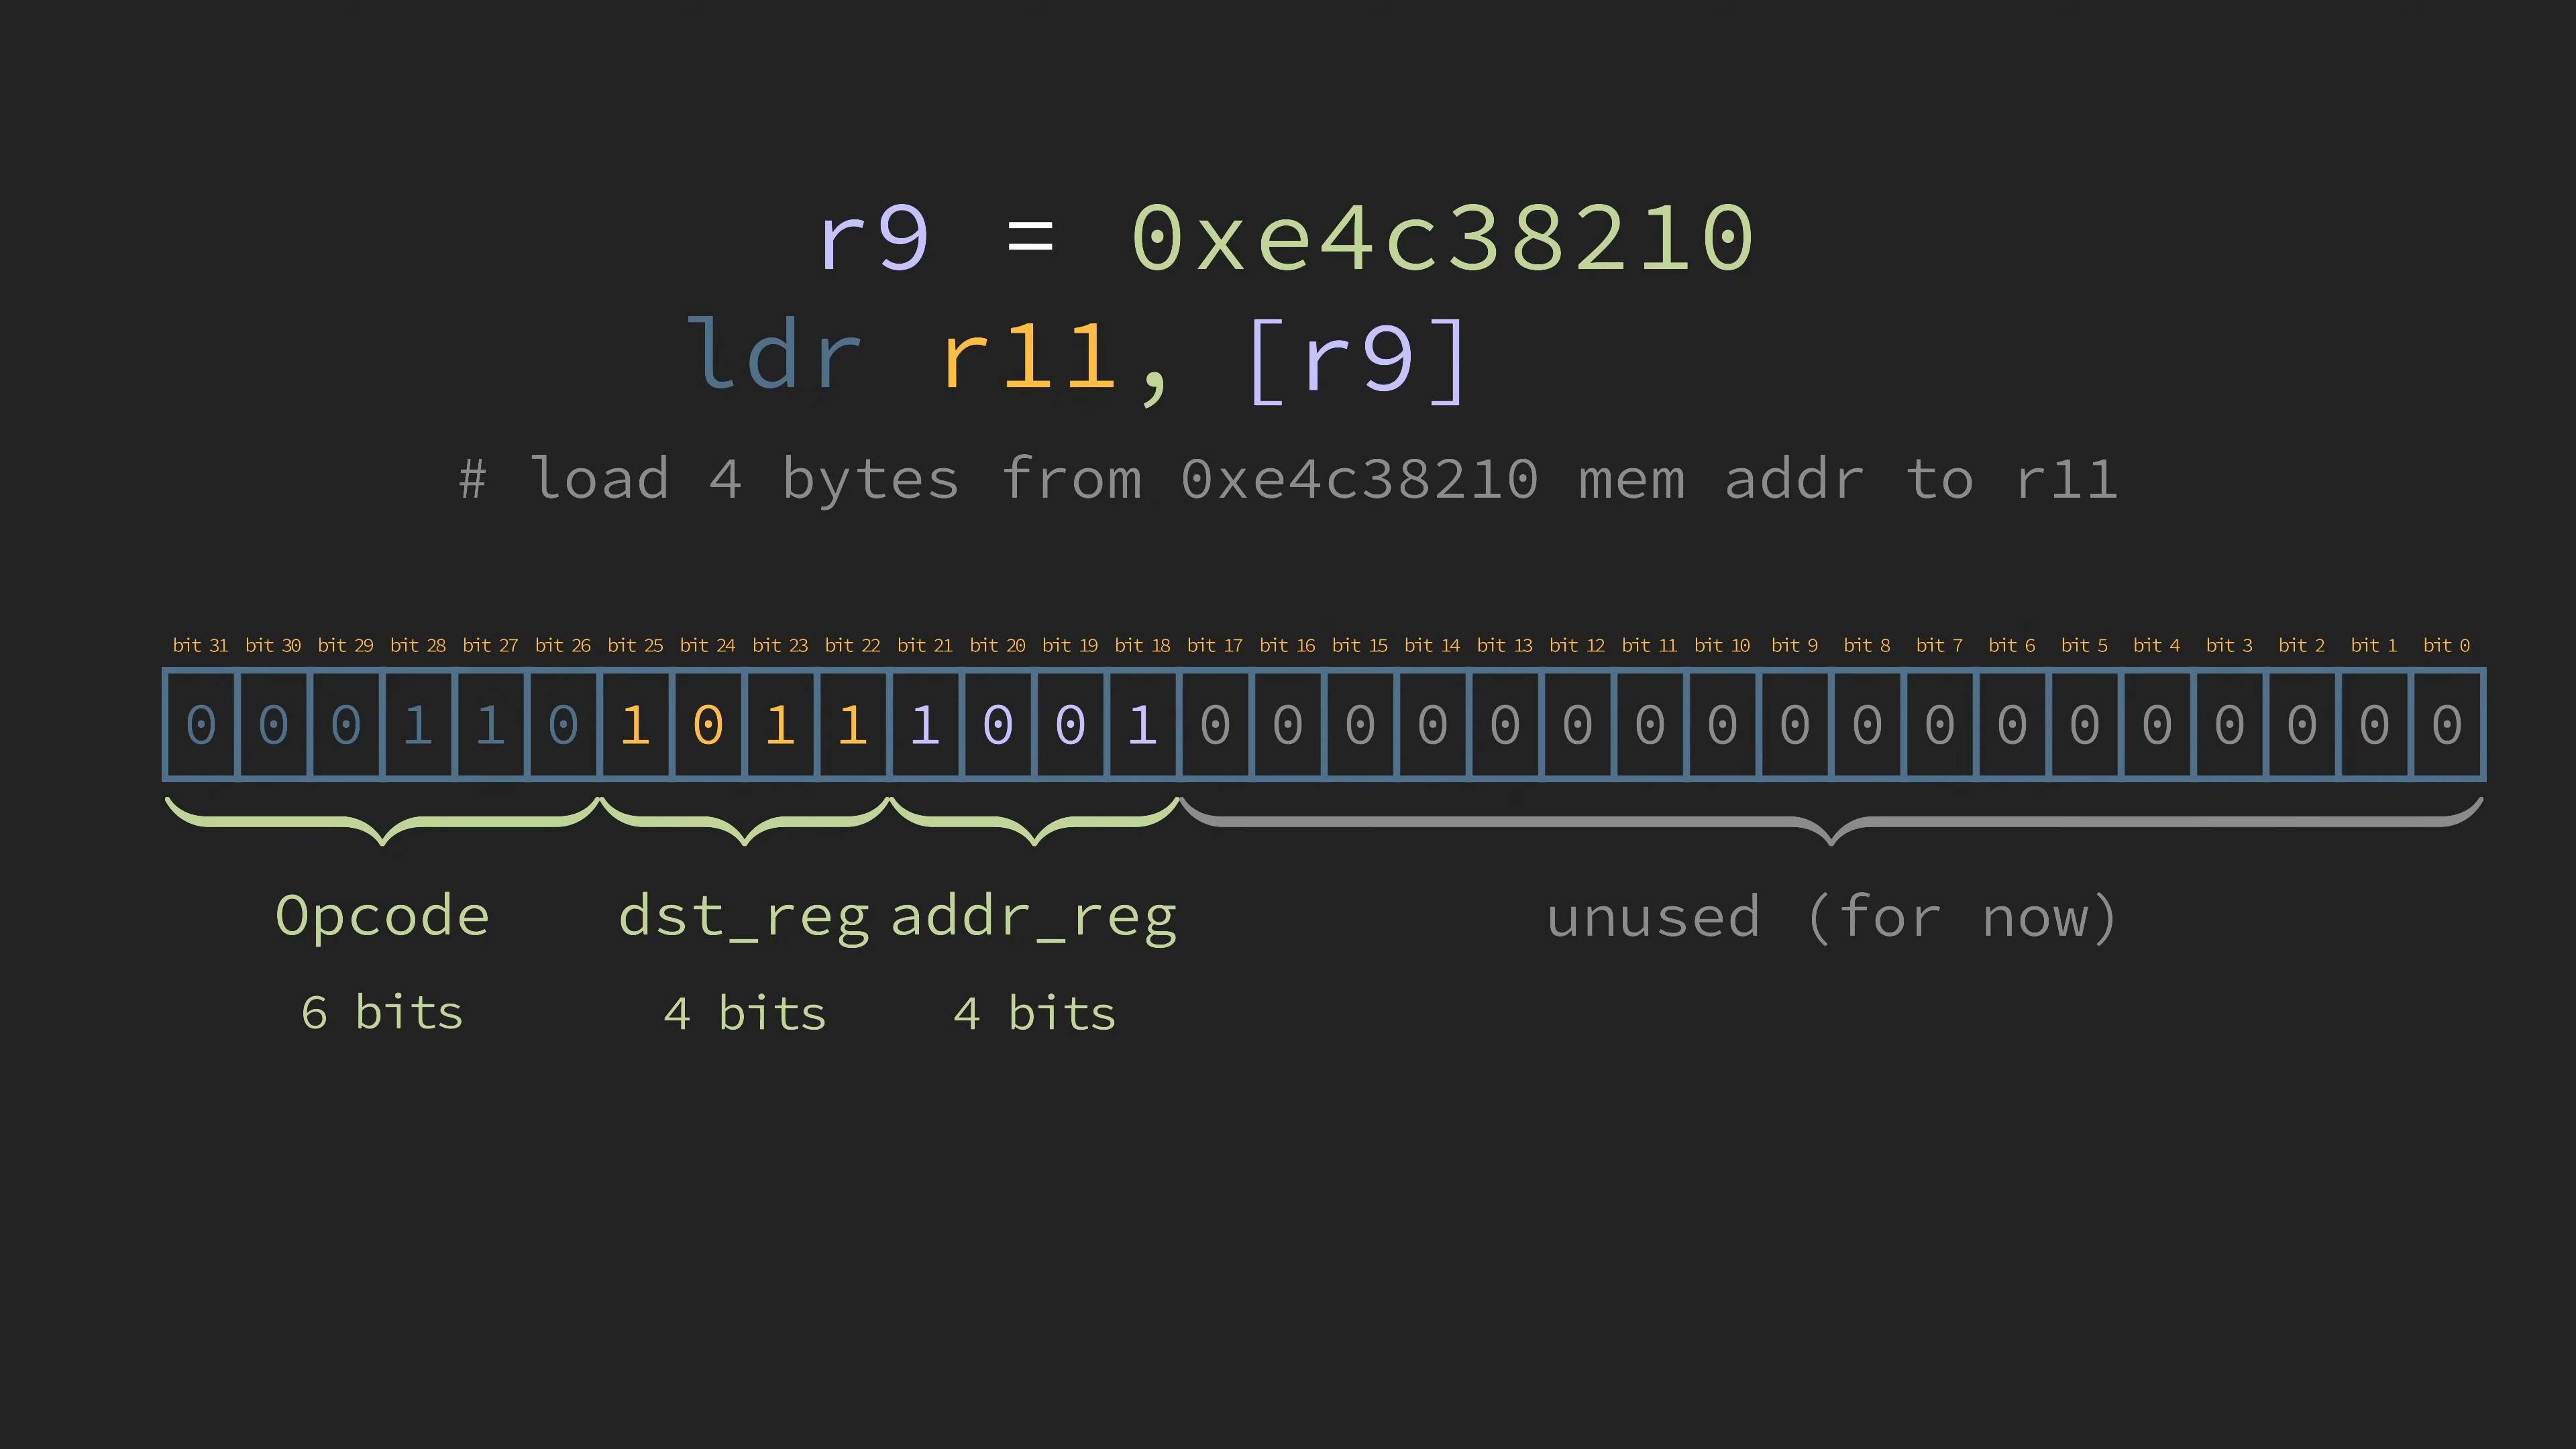 r9 = 0xe4c38210
ldr r11, [r9]
# load 4 bytes from 0xe4c38210 mem addr to r11
bit 31 bit 30 bit 29 bit 28 bit 27 bit 26 bit 25 bit 24 bit 23 bit 22 bit 21 bit 20 bit 19 bit 18 bit 17 bit 16 bit 15 bit 14 bit 13 bit 12 bit 11 bit 10 bit 9 bit 8 bit 7 bit 6 bit 5 bit 4 bit 3 bit 2 bit 1 bit 0
0 0 0 1 1 0 1 0 1 1 1 0 0 1 0 0 0 0 0 0 0 0 0 0 0 0 0 0 0 0 0 0
Opcode dst_reg addr_reg unused (for now)
6 bits 4 bits 4 bits